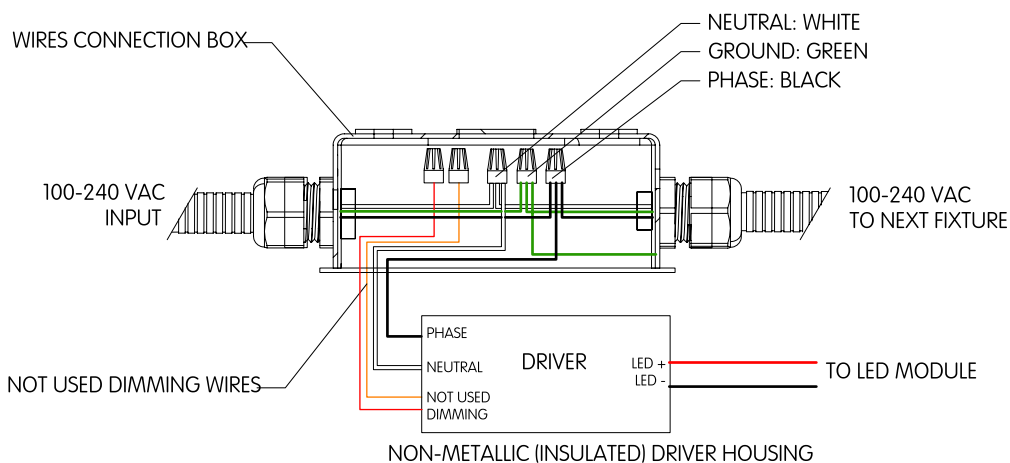 NEUTRAL: WHITE
WIRES CONNECTION BOX
GROUND: GREEN
PHASE: BLACK
100-240 VAC
INPUT
100-240 VAC
TO NEXT FIXTURE
PHASE
NEUTRAL
DRIVER
LED +
LED -
TO LED MODULE
NOT USED DIMMING WIRES
NOT USED
DIMMING
NON-METALLIC (INSULATED) DRIVER HOUSING